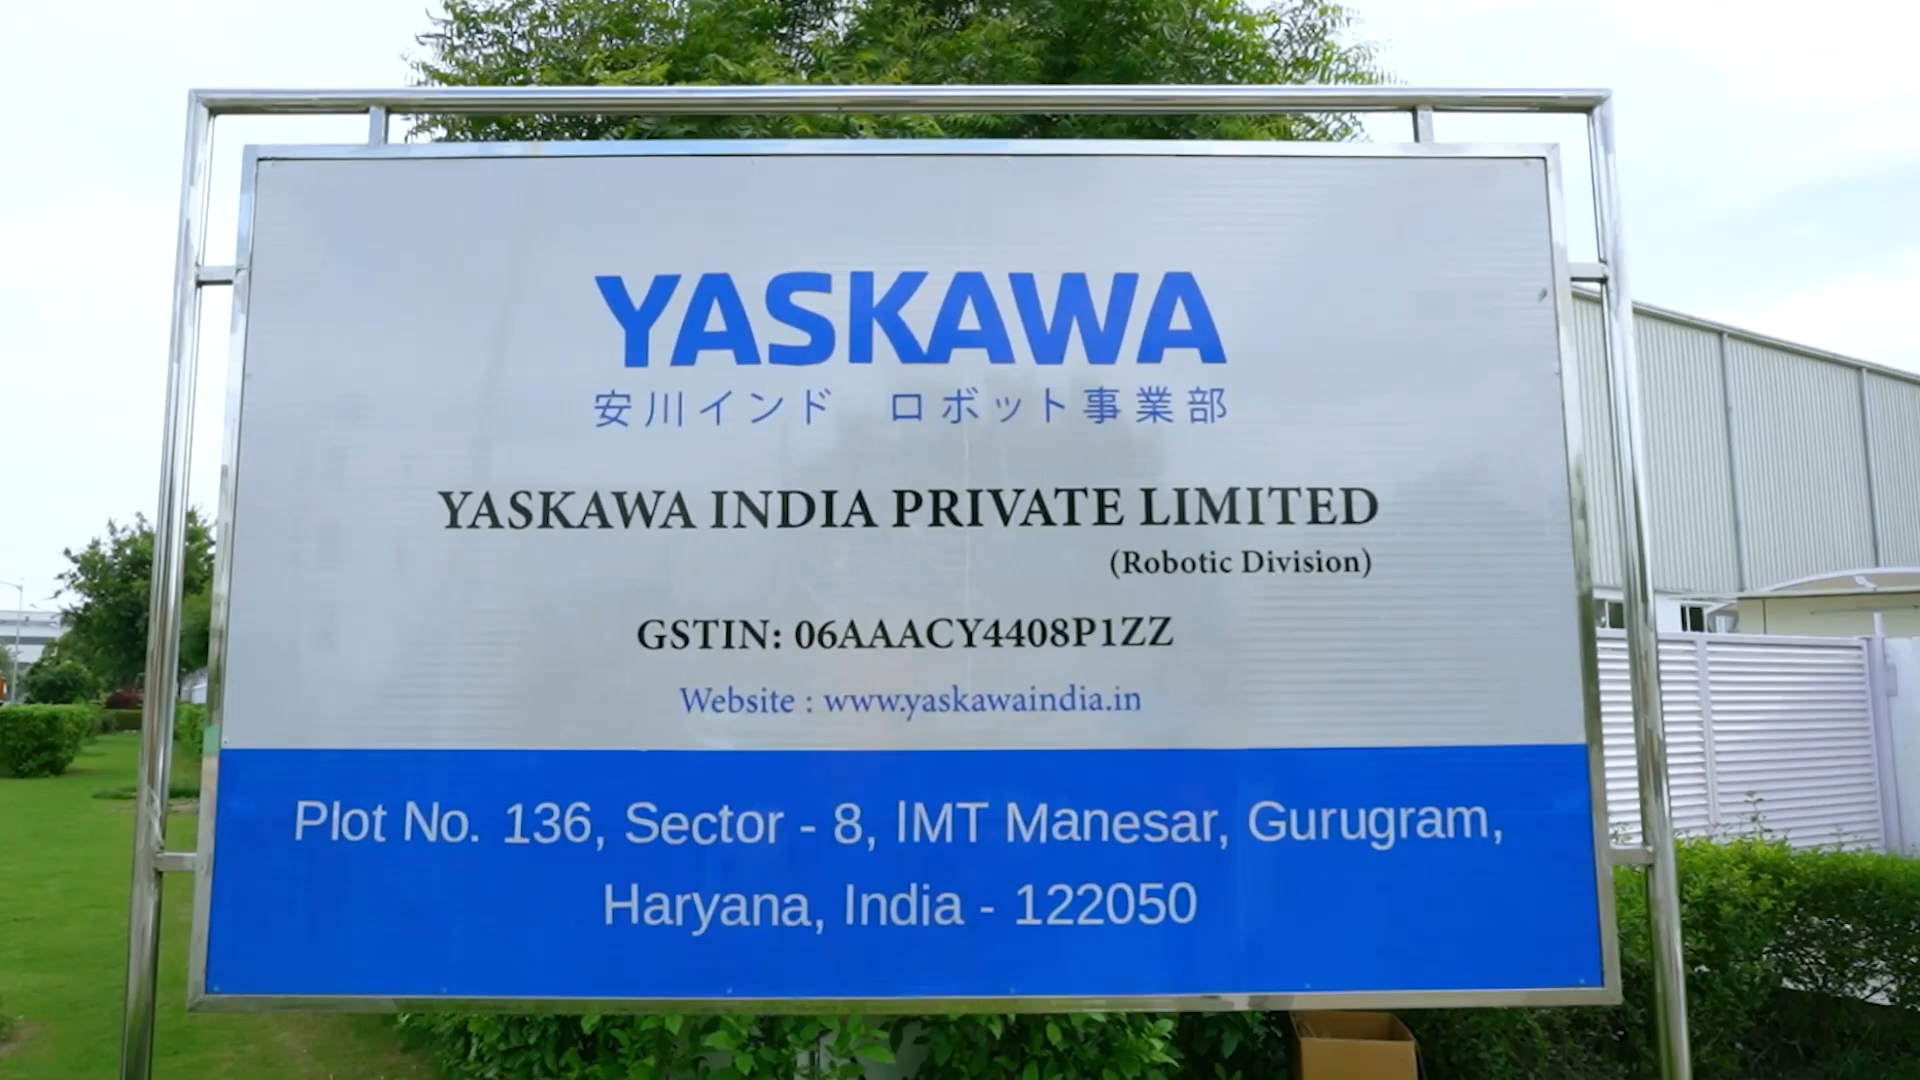 YASKAWA
安川インド ロボット事業部
YASKAWA INDIA PRIVATE LIMITED
(Robotic Division)
GSTIN: 06AAACY4408P1ZZ
Website : www.yaskawaindia.in
Plot No. 136, Sector - 8, IMT Manesar, Gurugram,
Haryana, India - 122050